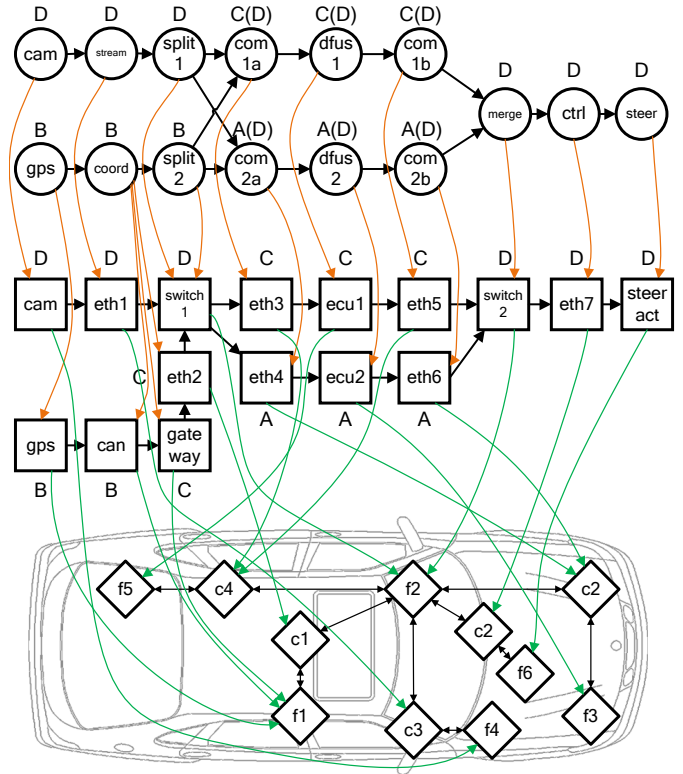 D D D C(D) C(D) C(D)
cam stream split
1 com
1a dfus
1 com
1b
D D D
merge ctrl steer
B B B A(D) A(D) A(D)
gps coord split
2 com
2a dfus
2 com
2b
D D D C C C D D D
cam eth1 switch
1 eth3 ecu1 eth5 switch
2 eth7 steer
act
C eth2 eth4 ecu2 eth6
A A A
gps can gate
way
B B C
f5 c4 f2 c2
c1 c2
f6
f1 c3 f4 f3